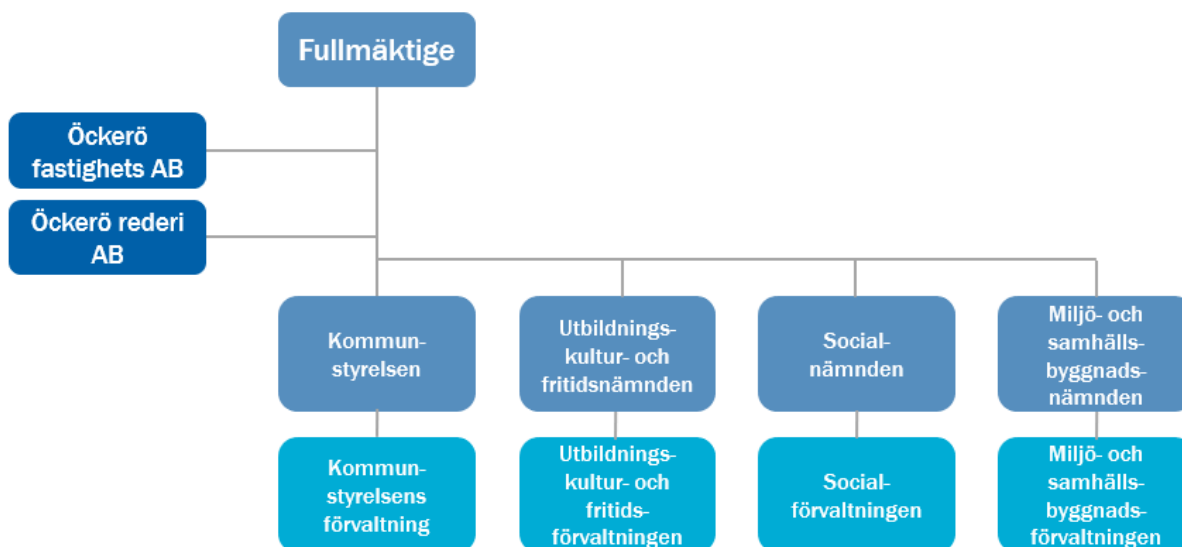 Fullmäktige
Öckerö
fastighets AB
Öckerö rederi
AB
Kommun-
styrelsen
Utbildnings-
kultur- och
fritidsnämnden
Social-
nämnden
Miljö- och
samhälls-
byggnads-
nämnden
Kommun-
styrelsens
förvaltning
Utbildnings-
kultur- och
fritids-
förvaltningen
Social-
förvaltningen
Miljö- och
samhälls-
byggnads-
förvaltningen